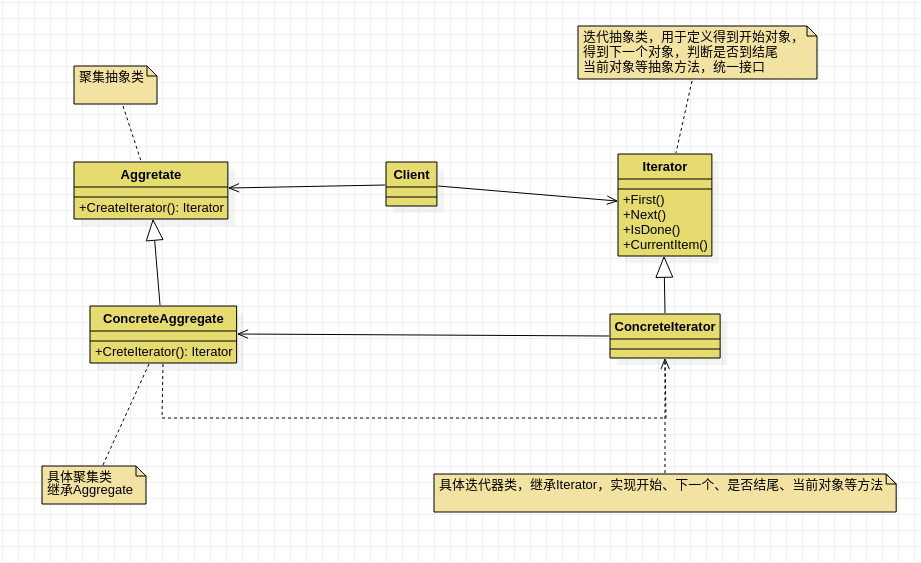 迭代抽象类，用于定义得到开始对象，
得到下一个对象，判断是否到结尾
当前对象等抽象方法，统一接口
聚集抽象类
Aggretate
+CreateIterator(): Iterator
Client
Iterator
+First()
+Next()
+IsDone()
+CurrentItem()
ConcreteAggregate
+CreteIterator(): Iterator
ConcreteIterator
具体聚集类
继承Aggregate
具体迭代器类，继承Iterator，实现开始、下一个、是否结尾、当前对象等方法